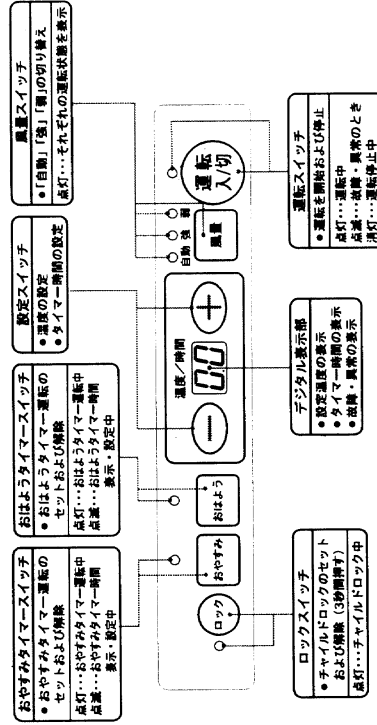 おやすみタイマースイッチ
●おやすみタイマー運転の
セットおよび解除
点灯…おやすみタイマー運転中
点滅…おやすみタイマー時間
表示・設定中
おはようタイマースイッチ
●おはようタイマー運転の
セットおよび解除
点灯…おはようタイマー運転中
点滅…おはようタイマー時間
表示・設定中
設定スイッチ
●温度の設定
●タイマー時間の設定
風量スイッチ
●「自動」「強」「弱」の切り替え
点灯…それぞれの運転状態を表示
ロック
おやすみ
おはよう
温度/時間
－
00
＋
自動 強 弱
風量
運転
入/切
ロックスイッチ
●チャイルドロックのセット
および解除(3秒間押す)
点灯…チャイルドロック中
デジタル表示部
●設定温度の表示
●タイマー時間の表示
●故障・異常の表示
運転スイッチ
●運転を開始および停止
点灯…運転中
点滅…故障・異常のとき
消灯…運転停止中